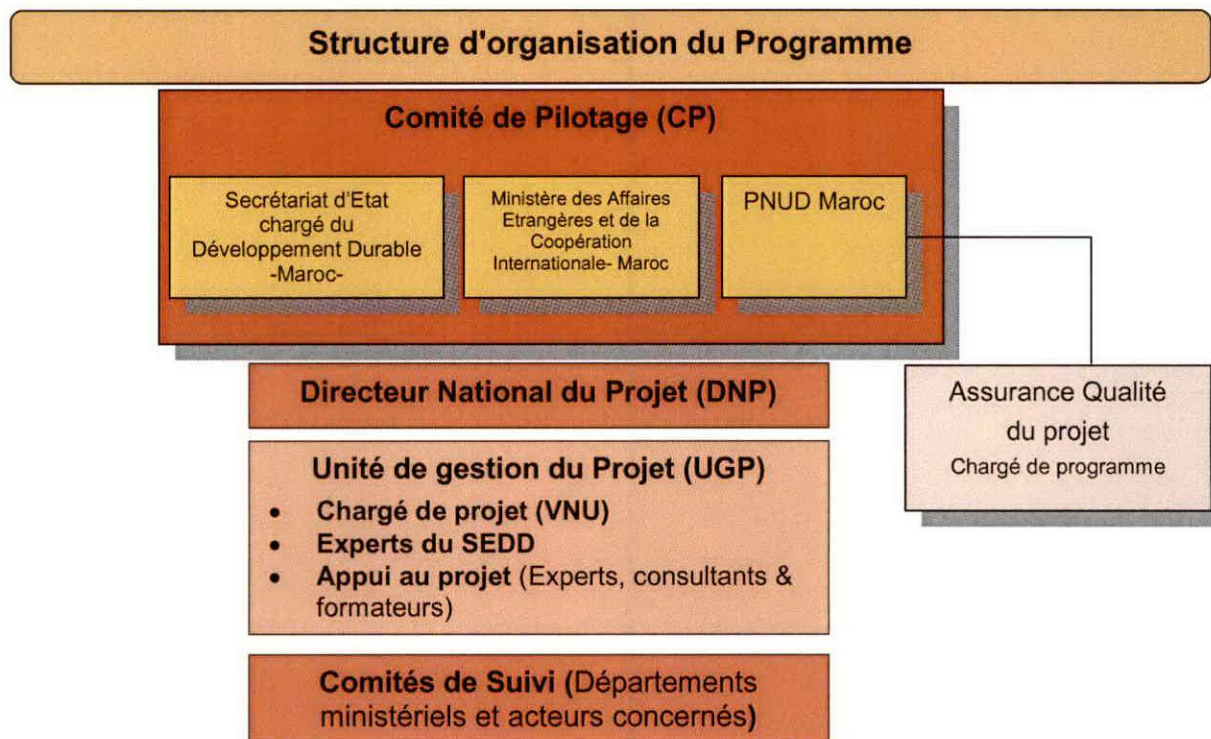 Structure d'organisation du Programme
Comité de Pilotage (CP)
Secrétariat d'Etat
chargé du
Développement Durable
-Maroc-
Ministère des Affaires
Etrangères et de la
Coopération
Internationale- Maroc
PNUD Maroc
Directeur National du Projet (DNP)
Assurance Qualité
du projet
Chargé de programme
Unité de gestion du Projet (UGP)
• Chargé de projet (VNU)
• Experts du SEDD
• Appui au projet (Experts, consultants &
formateurs)
Comités de Suivi (Départements
ministériels et acteurs concernés)